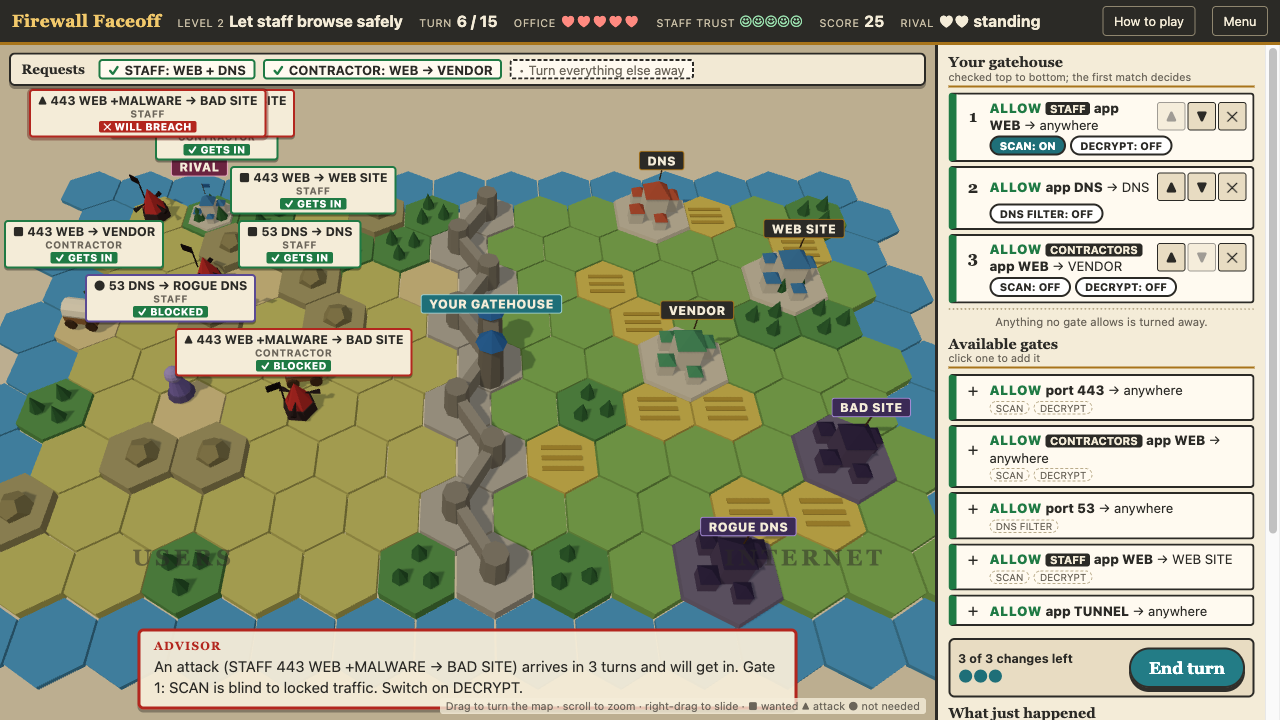 Firewall Faceoff LEVEL 2 Let staff browse safely TURN 6 / 15 OFFICE STAFF TRUST SCORE 25 RIVAL standing How to play Menu
Requests ✓ STAFF: WEB + DNS ✓ CONTRACTOR: WEB → VENDOR • Turn everything else away
▲ 443 WEB +MALWARE → BAD SITE
STAFF
✕ WILL BREACH
ITE
CONTRACTOR
✓ GETS IN
RIVAL
■ 443 WEB → WEB SITE
STAFF
✓ GETS IN
■ 443 WEB → VENDOR
CONTRACTOR
✓ GETS IN
■ 53 DNS → DNS
STAFF
✓ GETS IN
● 53 DNS → ROGUE DNS
STAFF
✓ BLOCKED
▲ 443 WEB +MALWARE → BAD SITE
CONTRACTOR
✓ BLOCKED
DNS
WEB SITE
YOUR GATEHOUSE
VENDOR
BAD SITE
ROGUE DNS
USERS
INTERNET
ADVISOR
An attack (STAFF 443 WEB +MALWARE → BAD SITE) arrives in 3 turns and will get in. Gate
1: SCAN is blind to locked traffic. Switch on DECRYPT.
Drag to turn the map · scroll to zoom · right-drag to slide · ■ wanted ▲ attack ● not needed
Your gatehouse
checked top to bottom; the first match decides
1 ALLOW STAFF app
WEB → anywhere
▲ ▼ ✕
SCAN: ON DECRYPT: OFF
2 ALLOW app DNS → DNS ▲ ▼ ✕
DNS FILTER: OFF
3 ALLOW CONTRACTORS
app WEB → VENDOR
▲ ▼ ✕
SCAN: OFF DECRYPT: OFF
Anything no gate allows is turned away.
Available gates
click one to add it
+ ALLOW port 443 → anywhere
SCAN DECRYPT
+ ALLOW CONTRACTORS app WEB →
anywhere
SCAN DECRYPT
+ ALLOW port 53 → anywhere
DNS FILTER
+ ALLOW STAFF app WEB → WEB SITE
SCAN DECRYPT
+ ALLOW app TUNNEL → anywhere
3 of 3 changes left
End turn
What just happened